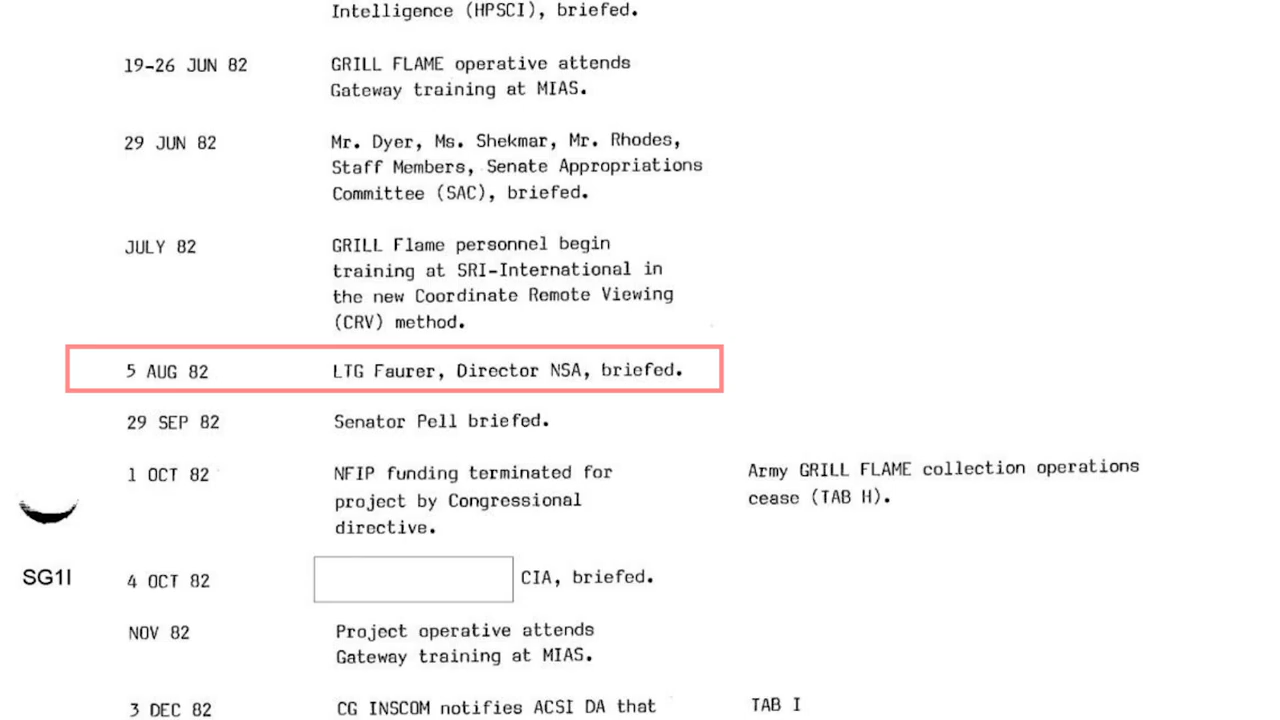 Intelligence (HPSCI), briefed.
19-26 JUN 82 GRILL FLAME operative attends
Gateway training at MIAS.
29 JUN 82 Mr. Dyer, Ms. Shekmar, Mr. Rhodes,
Staff Members, Senate Appropriations
Committee (SAC), briefed.
JULY 82 GRILL Flame personnel begin
training at SRI-International in
the new Coordinate Remote Viewing
(CRV) method.
5 AUG 82 LTG Faurer, Director NSA, briefed.
29 SEP 82 Senator Pell briefed.
1 OCT 82 NFIP funding terminated for Army GRILL FLAME collection operations
project by Congressional cease (TAB H).
directive.
SG1I 4 OCT 82 CIA, briefed.
NOV 82 Project operative attends
Gateway training at MIAS.
3 DEC 82 CG INSCOM notifies ACSI DA that TAB I